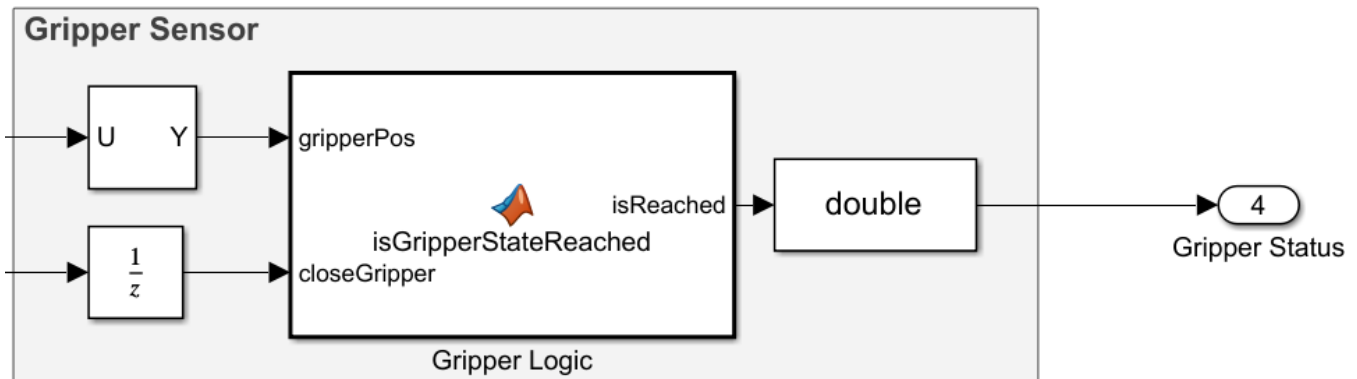 Gripper Sensor
U Y
gripperPos
isReached
isGripperStateReached
double
4
Gripper Status
1
z
closeGripper
Gripper Logic